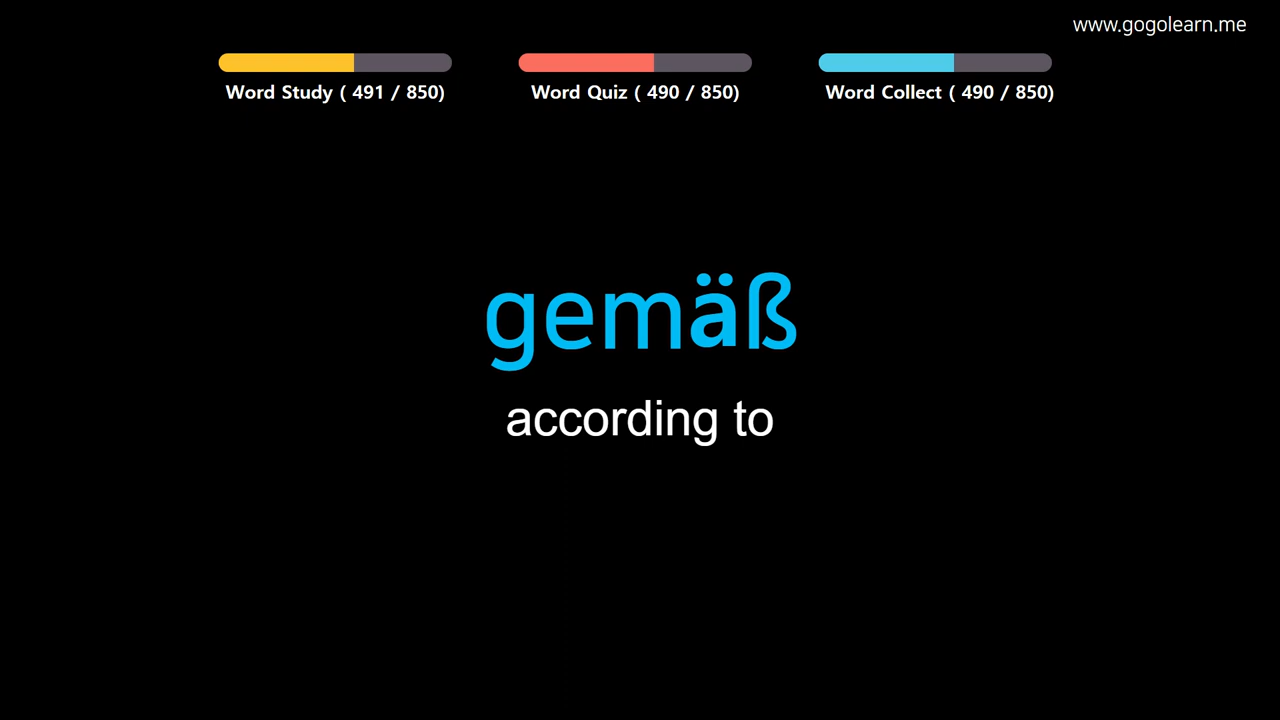 www.gogolearn.me
Word Study ( 491 / 850)
Word Quiz ( 490 / 850)
Word Collect ( 490 / 850)
gemäß
according to